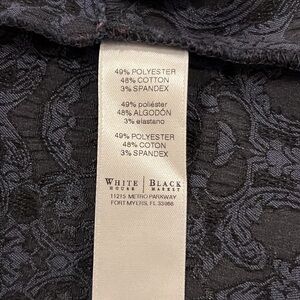 49% POLYESTER
48% COTTON
3% SPANDEX
49% poliéster
48% ALGODÓN
3% elastano
49% POLYESTER
48% COTON
3% SPANDEX
WHITE | BLACK
HOUSE | MARKET
11215 METRO PARKWAY
FORT MYERS, FL 33966